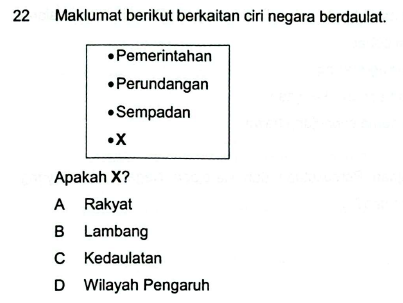 22 Maklumat berikut berkaitan ciri negara berdaulat.
• Pemerintahan
• Perundangan
• Sempadan
• X
Apakah X?
A Rakyat
B Lambang
C Kedaulatan
D Wilayah Pengaruh